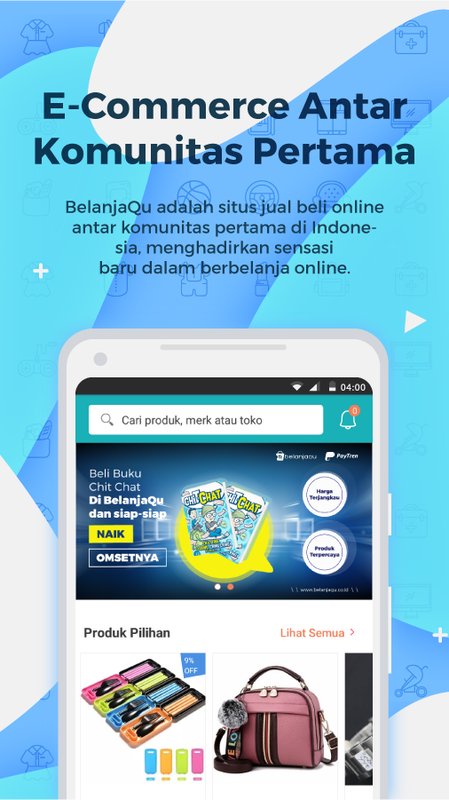 E-Commerce Antar
Komunitas Pertama
BelanjaQu adalah situs jual beli online
antar komunitas pertama di Indone-
sia, menghadirkan sensasi
baru dalam berbelanja online.
04:00
Cari produk, merk atau toko
0
belanjaqu PayTren
Beli Buku
Chit Chat
Di BelanjaQu
dan siap-siap
NAIK
OMSETNYA
CHIT CHAT
Harga
Terjangkau
Produk
Terpercaya
\ \ www.belanjaqu.co.id \ \
Produk Pilihan
Lihat Semua >
9%
OFF